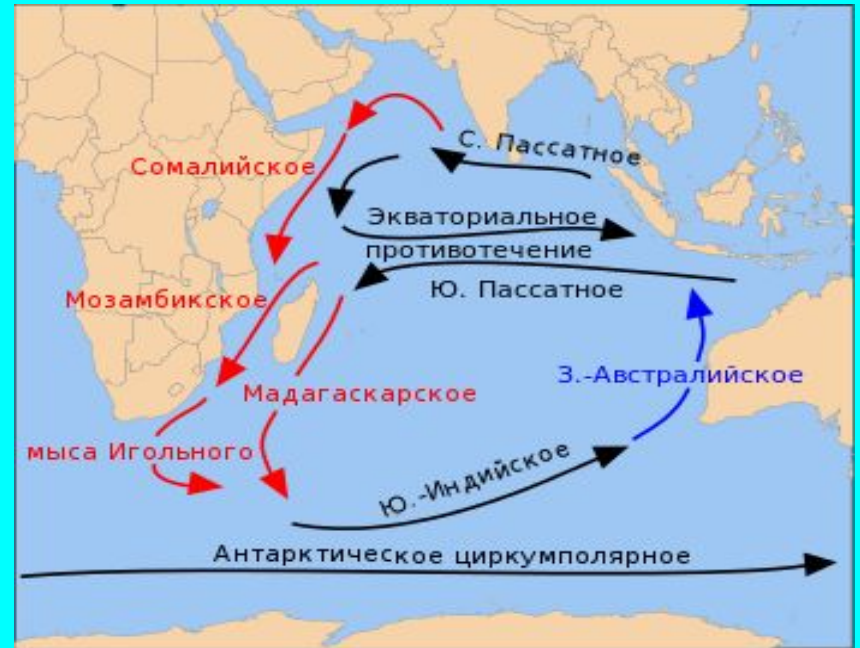 С. Пассатное
Сомалийское
Экваториальное
противотечение
Ю. Пассатное
Мозамбикское
З.-Австралийское
Мадагаскарское
мыса Игольного
Ю.-Индийское
Антарктическое циркумполярное